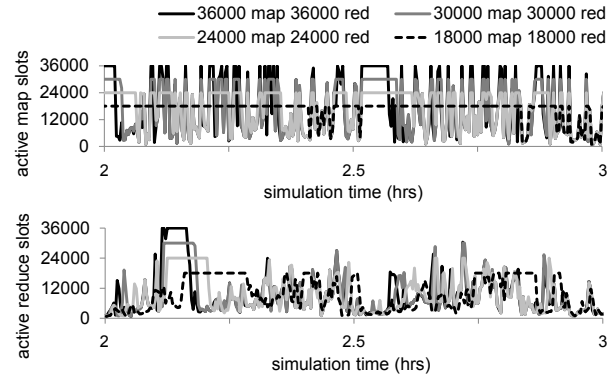 36000 map 36000 red 30000 map 30000 red
24000 map 24000 red 18000 map 18000 red
active map slots
36000
24000
12000
0
2 2.5 3
simulation time (hrs)
active reduce slots
36000
24000
12000
0
2 2.5 3
simulation time (hrs)